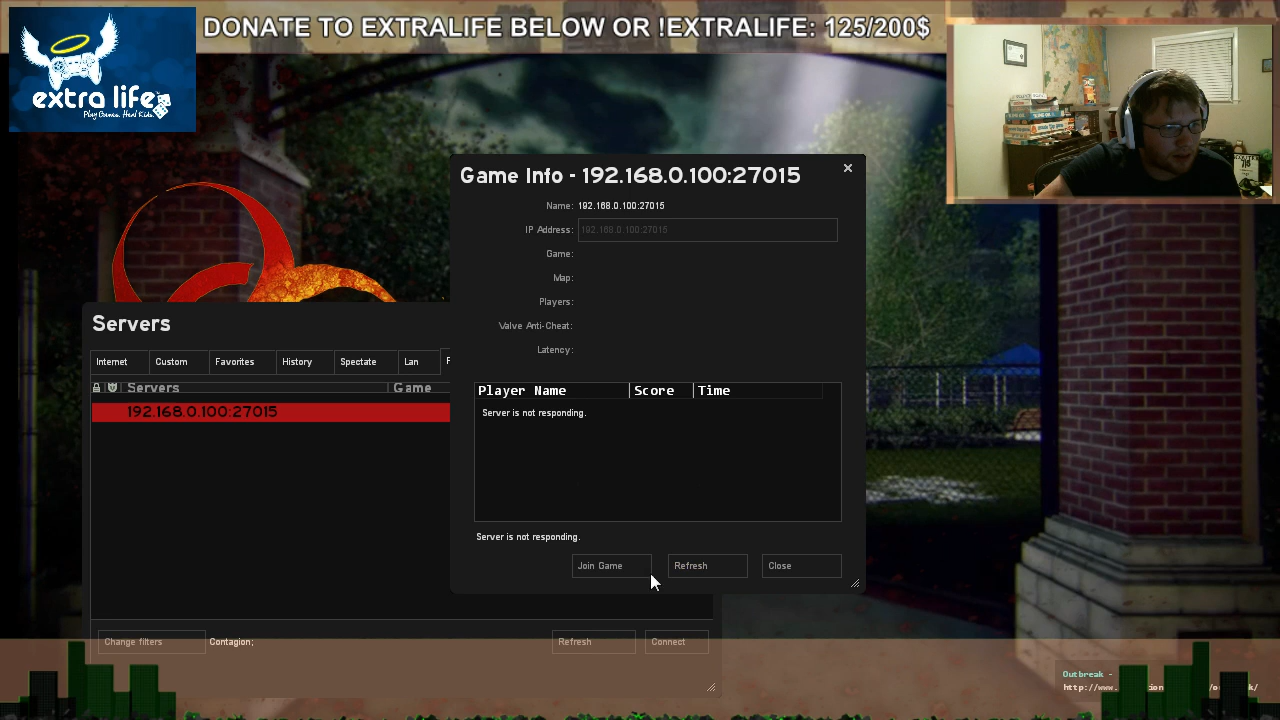 DONATE TO EXTRALIFE BELOW OR !EXTRALIFE: 125/200$
extra life
Play Games. Heal Kids.
Game Info - 192.168.0.100:27015
Name: 192.168.0.100:27015
IP Address: 192.168.0.100:27015
Game:
Map:
Players:
Valve Anti-Cheat:
Latency:
Player Name Score Time
Server is not responding.
Server is not responding.
Join Game Refresh Close
Servers
Internet Custom Favorites History Spectate Lan F
Servers Game
192.168.0.100:27015
Change filters Contagion; Refresh Connect
Outbreak -
http://www.